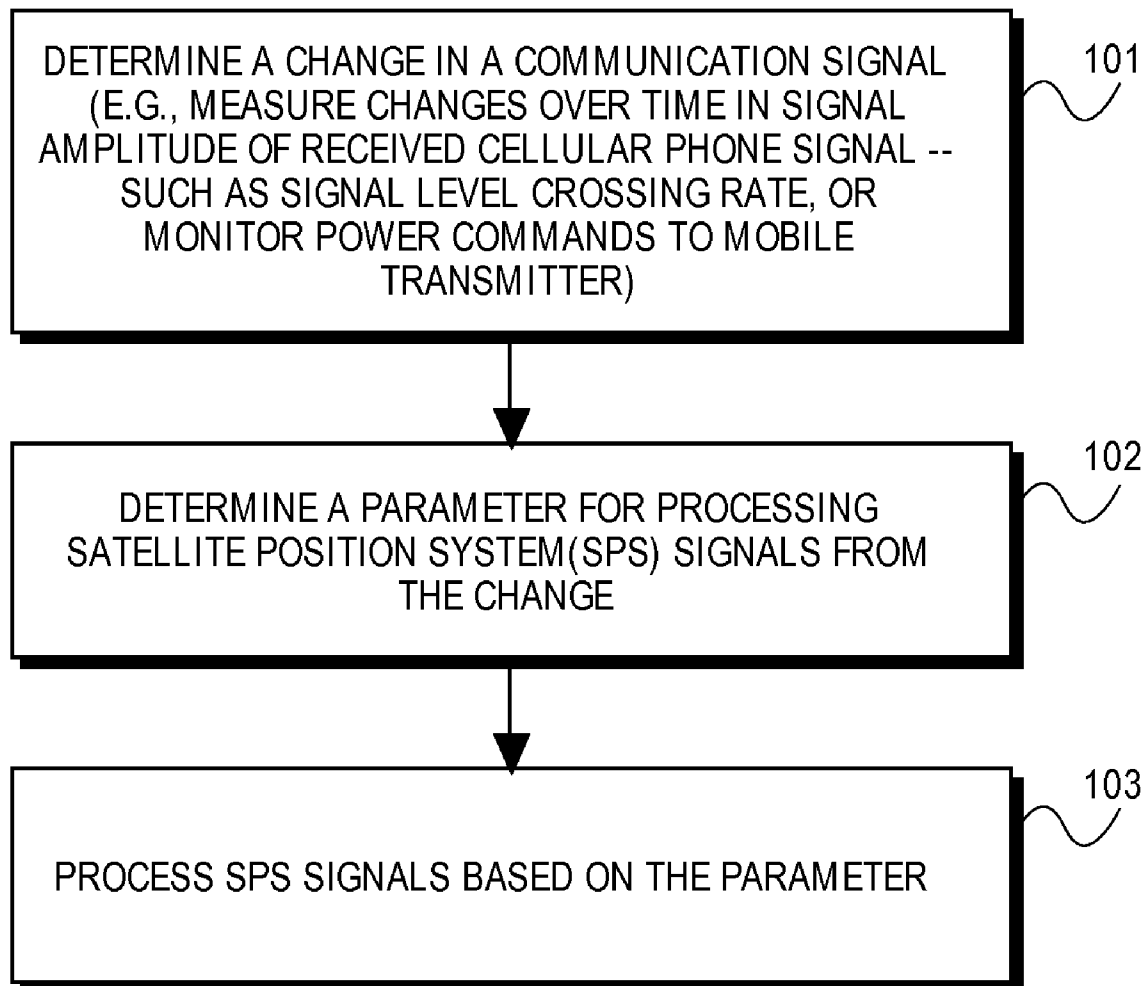 DETERMINE A CHANGE IN A COMMUNICATION SIGNAL
(E.G., MEASURE CHANGES OVER TIME IN SIGNAL
AMPLITUDE OF RECEIVED CELLULAR PHONE SIGNAL --
SUCH AS SIGNAL LEVEL CROSSING RATE, OR
MONITOR POWER COMMANDS TO MOBILE
TRANSMITTER)
101
DETERMINE A PARAMETER FOR PROCESSING
SATELLITE POSITION SYSTEM(SPS) SIGNALS FROM
THE CHANGE
102
PROCESS SPS SIGNALS BASED ON THE PARAMETER
103